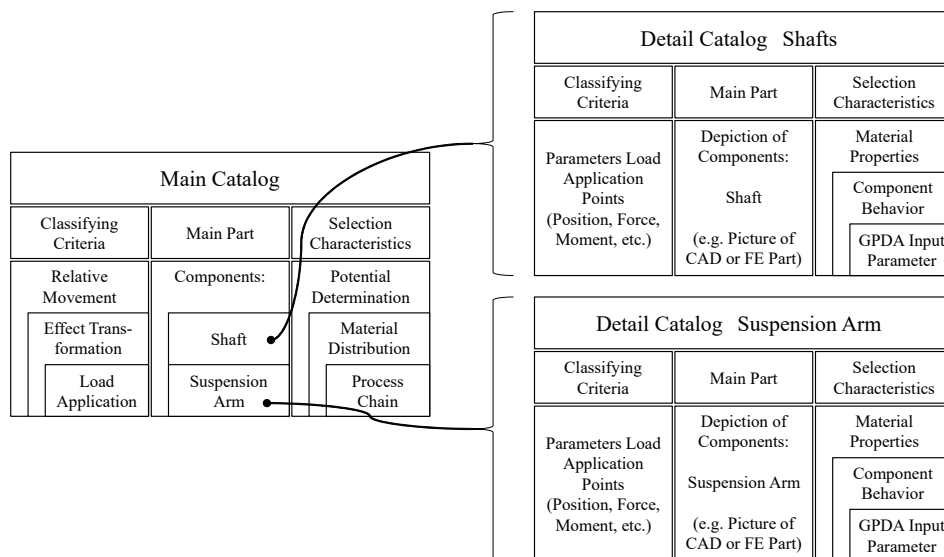 Main Catalog
Classifying
Criteria
Main Part
Selection
Characteristics
Relative
Movement
Effect Trans-
formation
Load
Application
Components:
Shaft
Suspension
Arm
Potential
Determination
Material
Distribution
Process
Chain
Detail Catalog Shafts
Classifying
Criteria
Main Part
Selection
Characteristics
Parameters Load
Application
Points
(Position, Force,
Moment, etc.)
Depiction of
Components:
Shaft
(e.g. Picture of
CAD or FE Part)
Material
Properties
Component
Behavior
GPDA Input
Parameter
Detail Catalog Suspension Arm
Classifying
Criteria
Main Part
Selection
Characteristics
Parameters Load
Application
Points
(Position, Force,
Moment, etc.)
Depiction of
Components:
Suspension Arm
(e.g. Picture of
CAD or FE Part)
Material
Properties
Component
Behavior
GPDA Input
Parameter